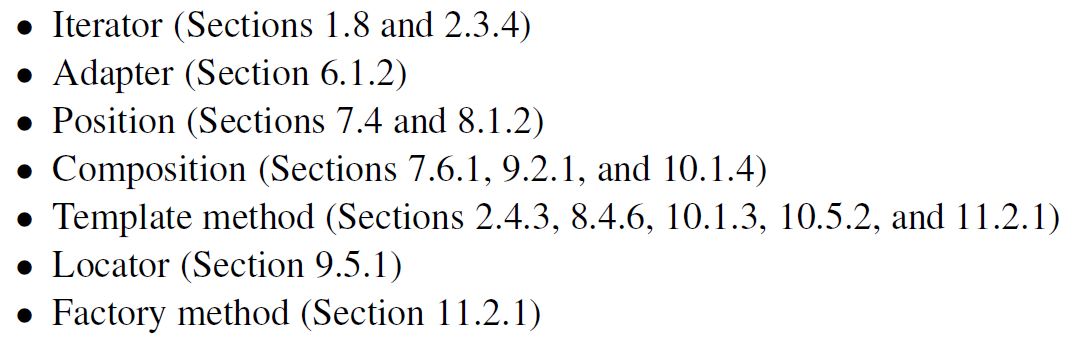 • Iterator (Sections 1.8 and 2.3.4)
• Adapter (Section 6.1.2)
• Position (Sections 7.4 and 8.1.2)
• Composition (Sections 7.6.1, 9.2.1, and 10.1.4)
• Template method (Sections 2.4.3, 8.4.6, 10.1.3, 10.5.2, and 11.2.1)
• Locator (Section 9.5.1)
• Factory method (Section 11.2.1)